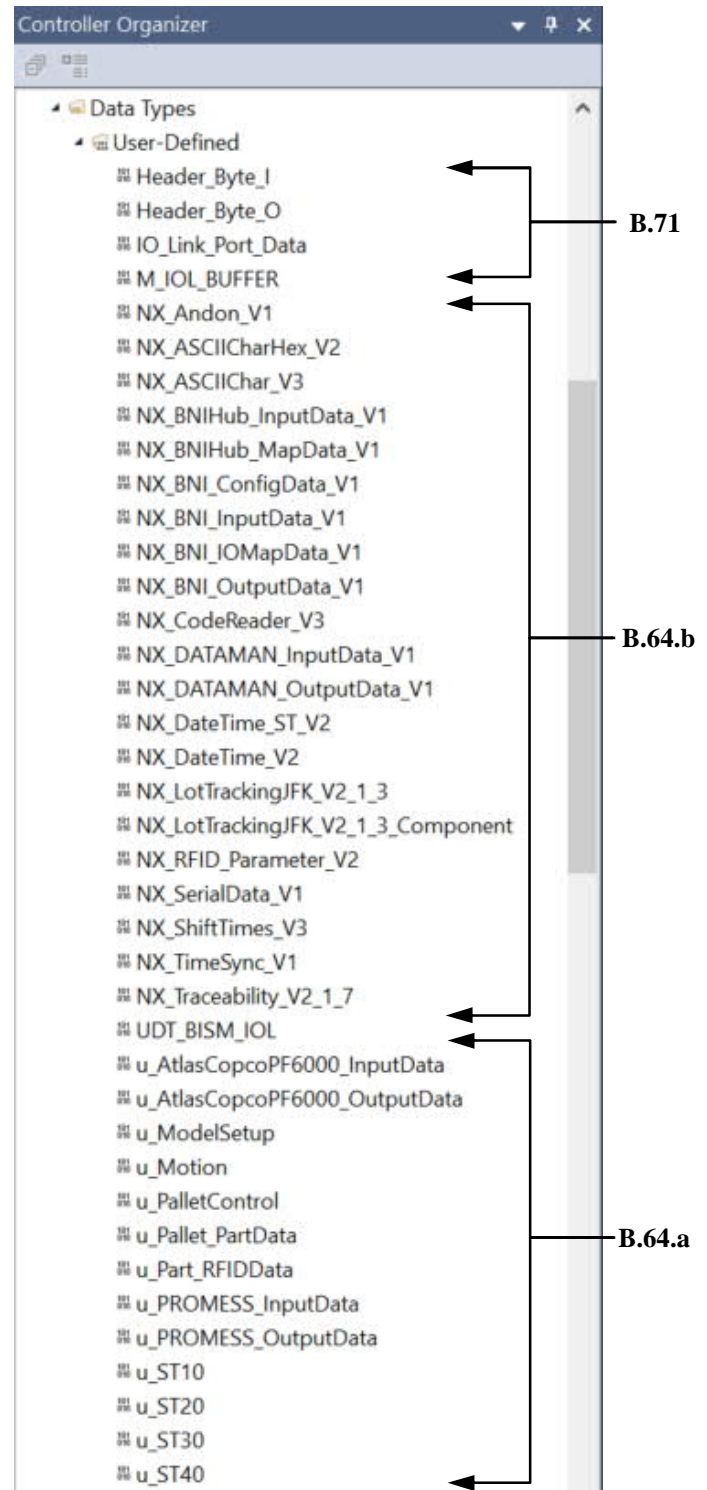 Controller Organizer
Data Types
User-Defined
Header_Byte_I
Header_Byte_O
IO_Link_Port_Data
M_IOL_BUFFER
B.71
NX_Andon_V1
NX_ASCIICharHex_V2
NX_ASCIIChar_V3
NX_BNIHub_InputData_V1
NX_BNIHub_MapData_V1
NX_BNI_ConfigData_V1
NX_BNI_InputData_V1
NX_BNI_IOMapData_V1
NX_BNI_OutputData_V1
NX_CodeReader_V3
NX_DATAMAN_InputData_V1
NX_DATAMAN_OutputData_V1
NX_DateTime_ST_V2
NX_DateTime_V2
NX_LotTrackingJFK_V2_1_3
NX_LotTrackingJFK_V2_1_3_Component
NX_RFID_Parameter_V2
NX_SerialData_V1
NX_ShiftTimes_V3
NX_TimeSync_V1
NX_Traceability_V2_1_7
B.64.b
UDT_BISM_IOL
u_AtlasCopcoPF6000_InputData
u_AtlasCopcoPF6000_OutputData
u_ModelSetup
u_Motion
u_PalletControl
u_Pallet_PartData
u_Part_RFIDData
u_PROMESS_InputData
u_PROMESS_OutputData
u_ST10
u_ST20
u_ST30
u_ST40
B.64.a